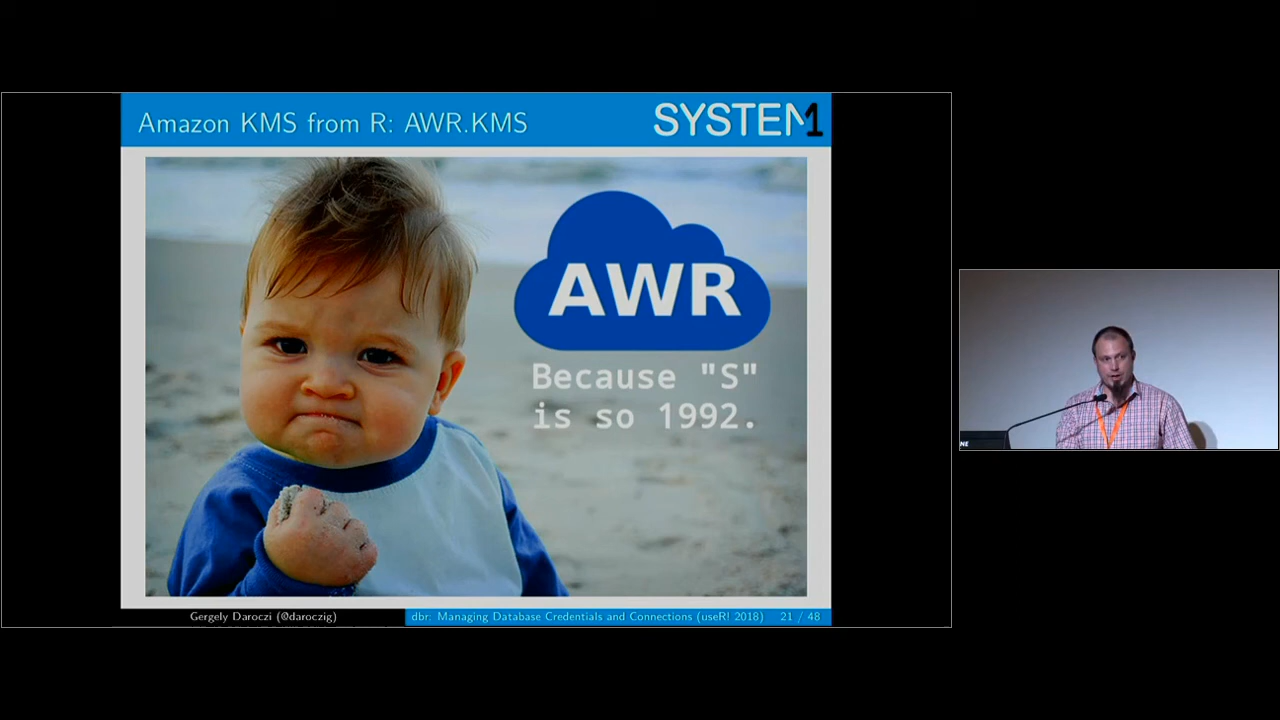 Amazon KMS from R: AWR.KMS
SYSTEM1
AWR
Because "S"
is so 1992.
Gergely Daroczi (@daroczig)
dbr: Managing Database Credentials and Connections (useR! 2018)
21 / 48
NE